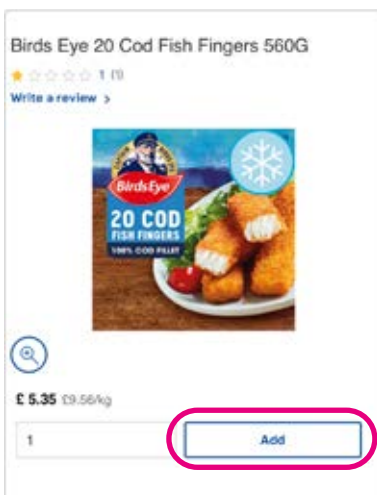 Birds Eye 20 Cod Fish Fingers 560G
1 (1)
Write a review >
Birds Eye
20 COD
FISH FINGERS
100% COD FILLET
£ 5.35 £9.56/kg
1 Add